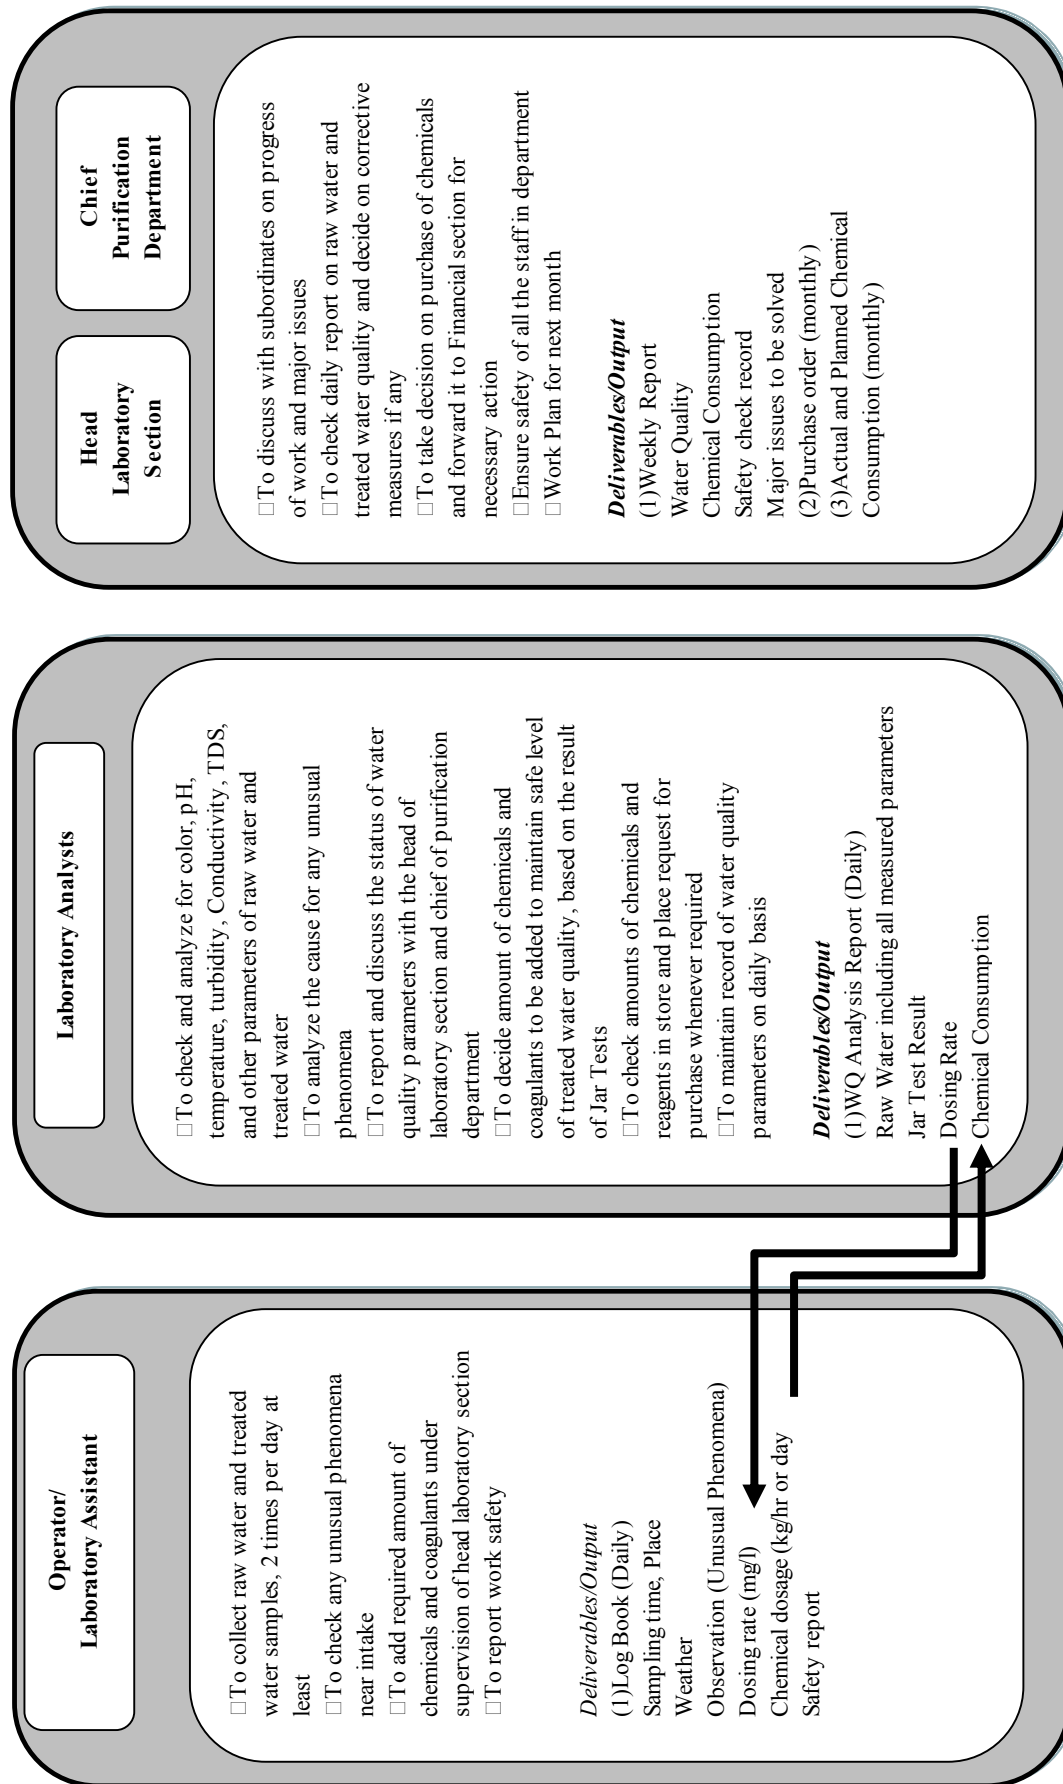 Operator/
Laboratory Assistant
□To collect raw water and treated
water samples, 2 times per day at
least
□To check any unusual phenomena
near intake
□To add required amount of
chemicals and coagulants under
supervision of head laboratory section
□To report work safety
Deliverables/Output
(1)Log Book (Daily)
Sampling time, Place
Weather
Observation (Unusual Phenomena)
Dosing rate (mg/l)
Chemical dosage (kg/hr or day
Safety report
Laboratory Analysts
□To check and analyze for color, pH,
temperature, turbidity, Conductivity, TDS,
and other parameters of raw water and
treated water
□To analyze the cause for any unusual
phenomena
□To report and discuss the status of water
quality parameters with the head of
laboratory section and chief of purification
department
□To decide amount of chemicals and
coagulants to be added to maintain safe level
of treated water quality, based on the result
of Jar Tests
□To check amounts of chemicals and
reagents in store and place request for
purchase whenever required
□To maintain record of water quality
parameters on daily basis
Deliverables/Output
(1)WQ Analysis Report (Daily)
Raw Water including all measured parameters
Jar Test Result
Dosing Rate
Chemical Consumption
Head
Laboratory
Section
Chief
Purification
Department
□To discuss with subordinates on progress
of work and major issues
□To check daily report on raw water and
treated water quality and decide on corrective
measures if any
□To take decision on purchase of chemicals
and forward it to Financial section for
necessary action
□Ensure safety of all the staff in department
□Work Plan for next month
Deliverables/Output
(1)Weekly Report
Water Quality
Chemical Consumption
Safety check record
Major issues to be solved
(2)Purchase order (monthly)
(3)Actual and Planned Chemical
Consumption (monthly)